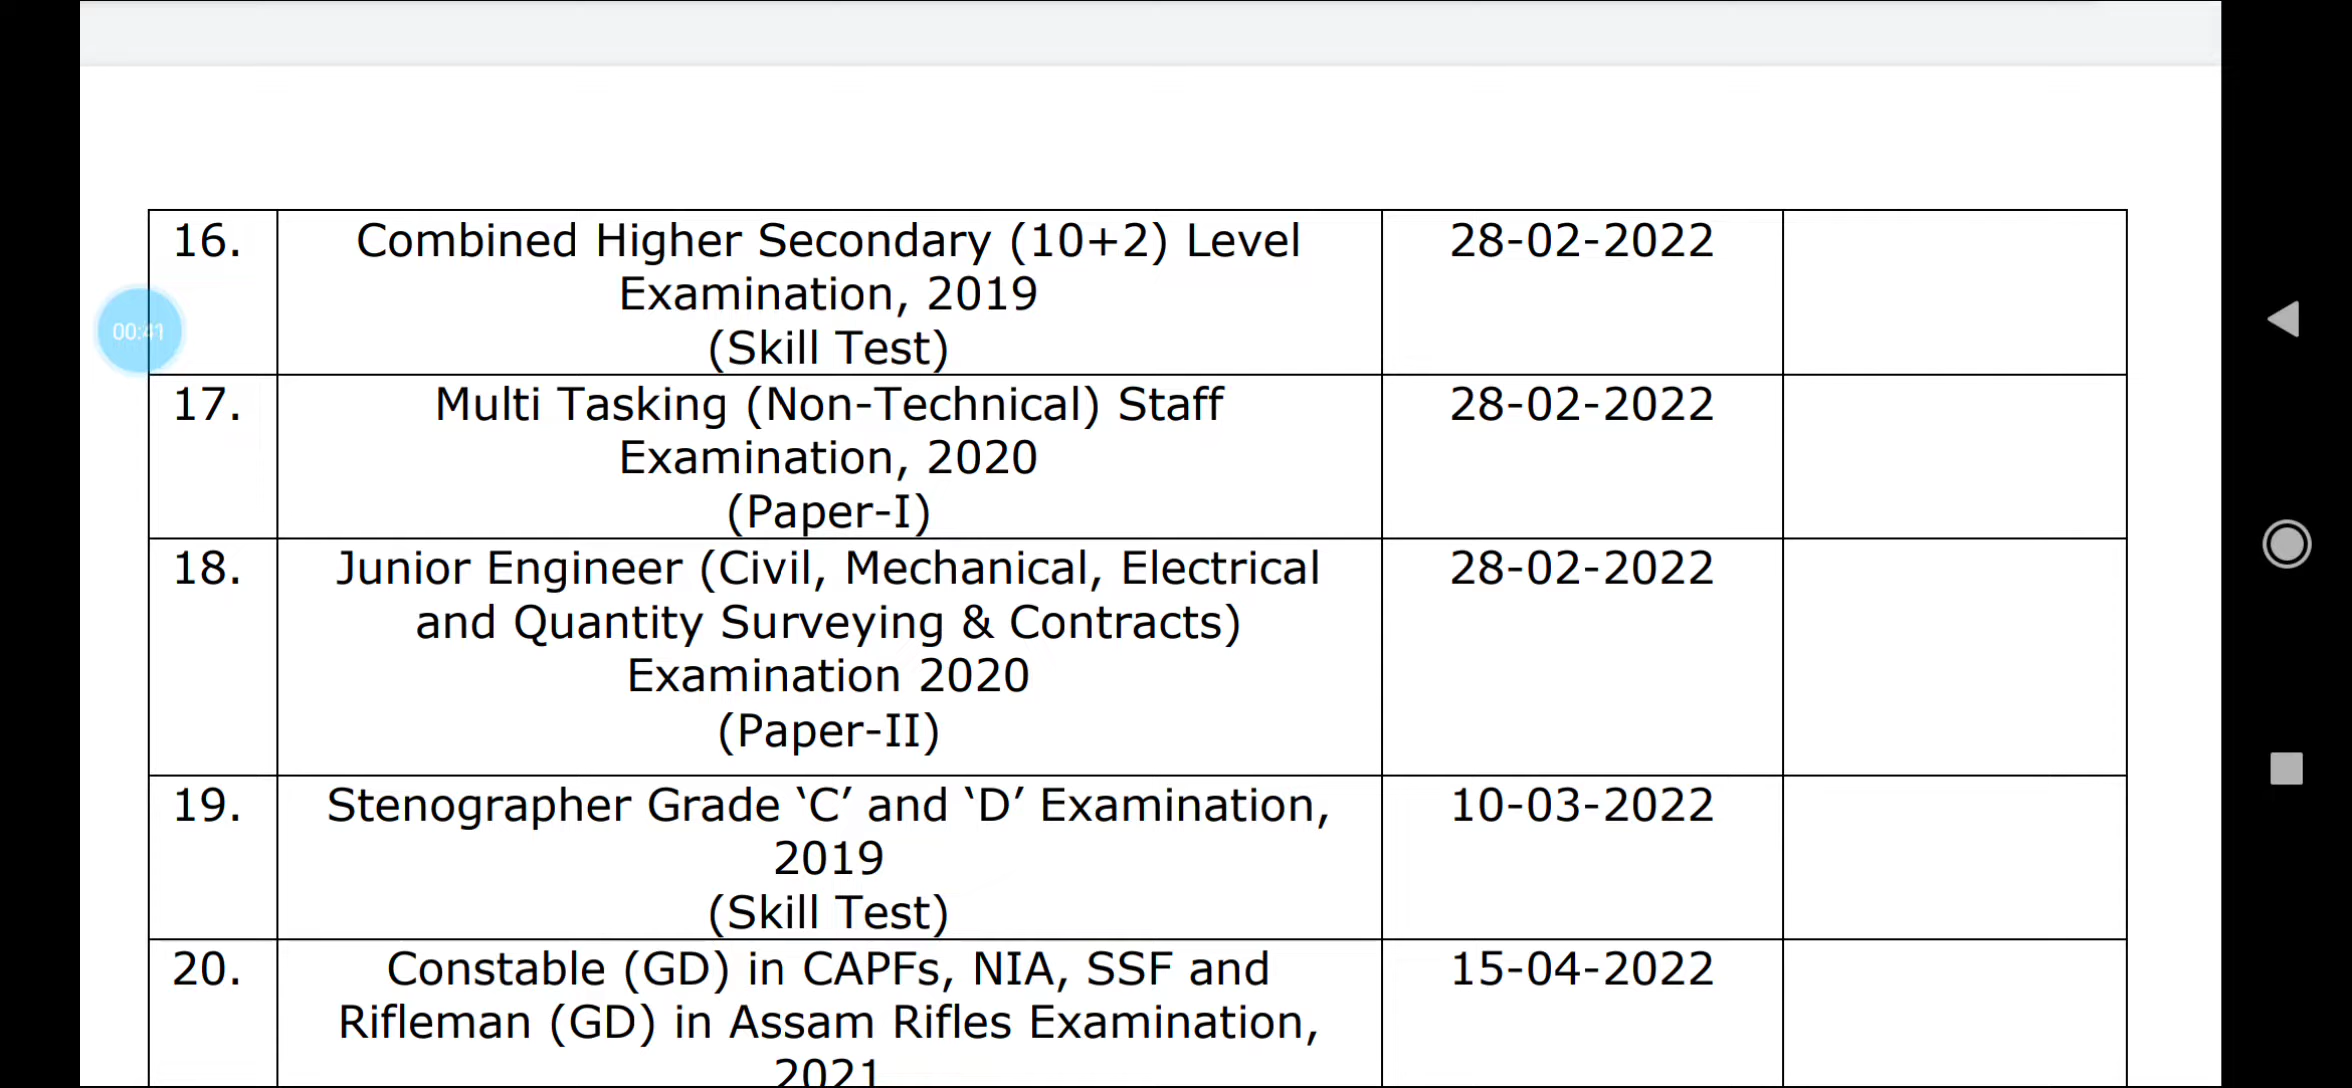 16.
Combined Higher Secondary (10+2) Level
Examination, 2019
(Skill Test)
28-02-2022
00:41
17.
Multi Tasking (Non-Technical) Staff
Examination, 2020
(Paper-I)
28-02-2022
18.
Junior Engineer (Civil, Mechanical, Electrical
and Quantity Surveying & Contracts)
Examination 2020
(Paper-II)
28-02-2022
19.
Stenographer Grade ‘C’ and ‘D’ Examination,
2019
(Skill Test)
10-03-2022
20.
Constable (GD) in CAPFs, NIA, SSF and
Rifleman (GD) in Assam Rifles Examination,
2021
15-04-2022